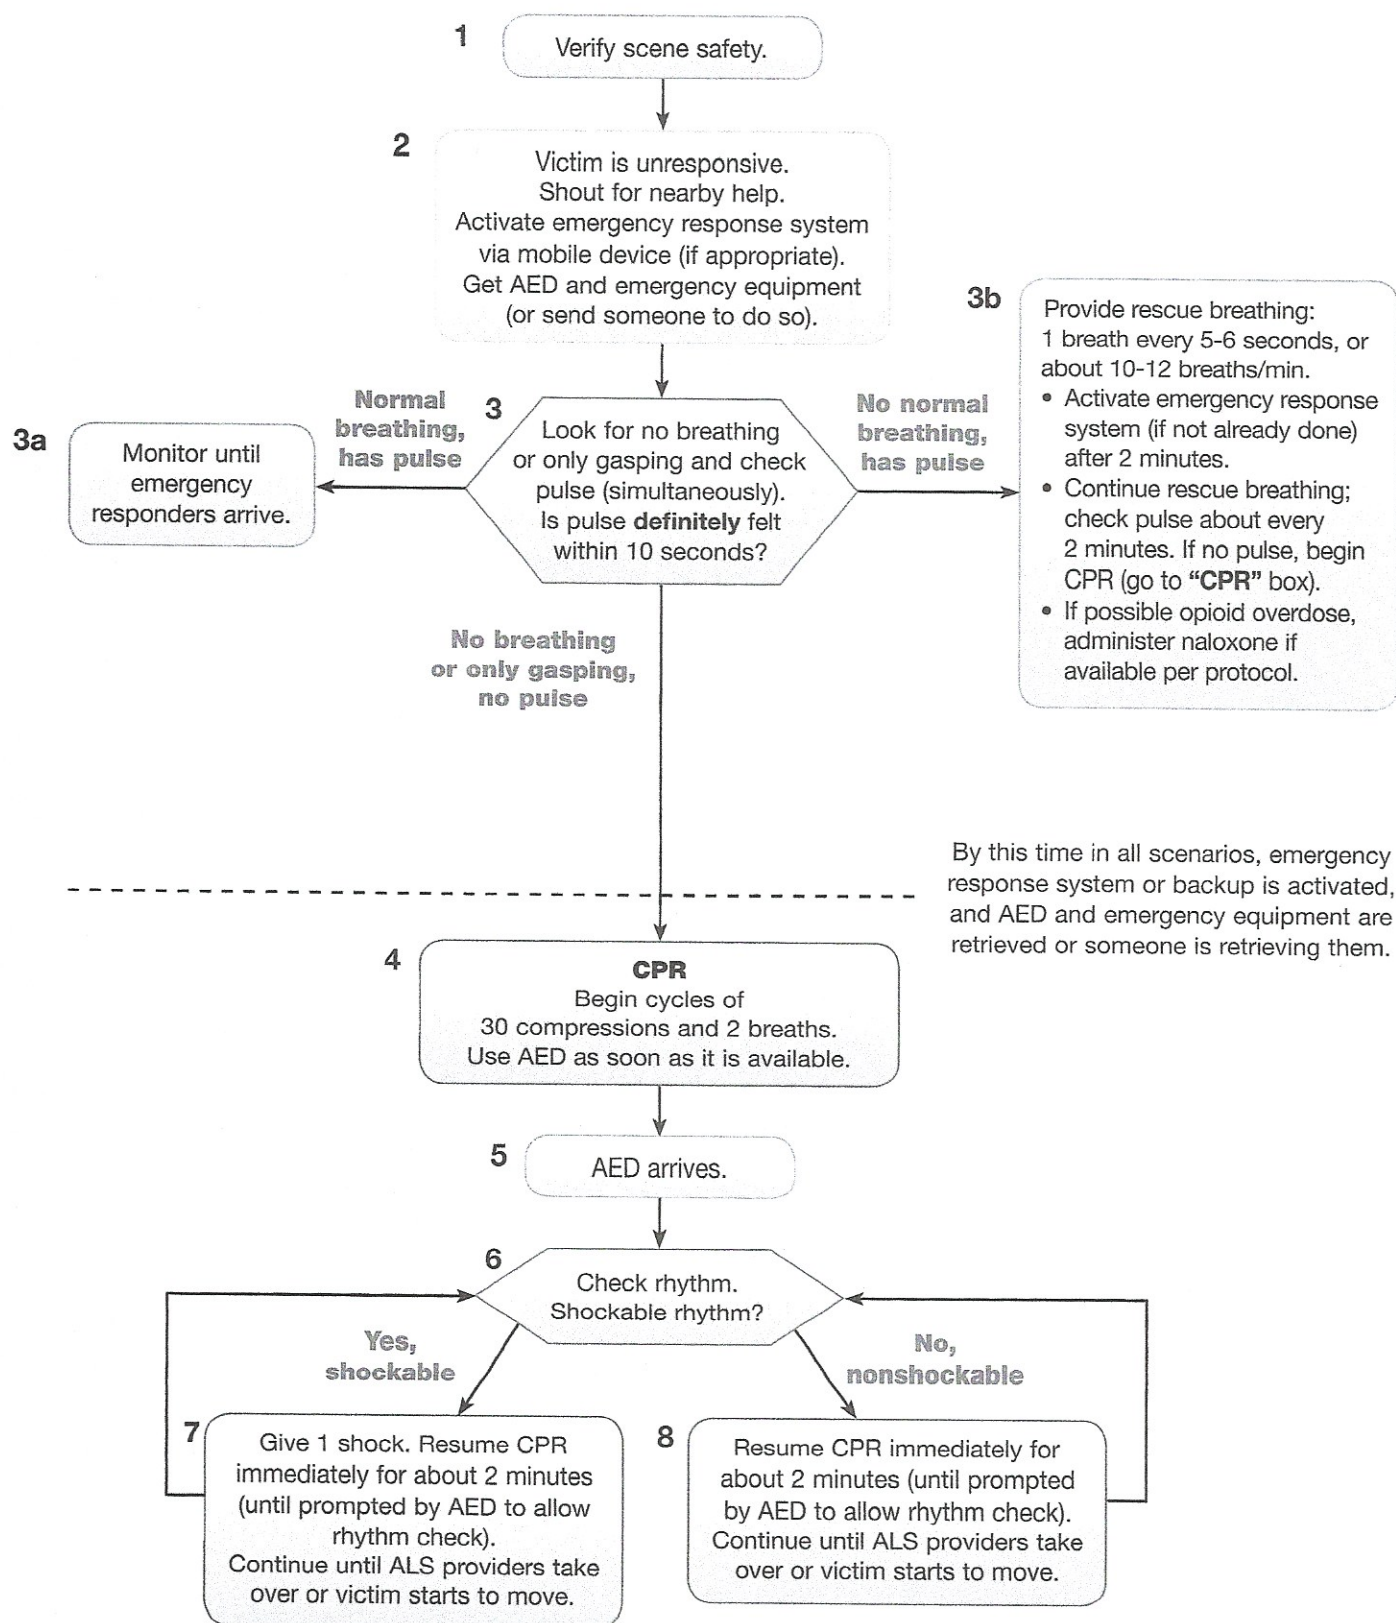 1
Verify scene safety.
2
Victim is unresponsive.
Shout for nearby help.
Activate emergency response system
via mobile device (if appropriate).
Get AED and emergency equipment
(or send someone to do so).
3
Look for no breathing
or only gasping and check
pulse (simultaneously).
Is pulse definitely felt
within 10 seconds?
Normal
breathing,
has pulse
3a
Monitor until
emergency
responders arrive.
No normal
breathing,
has pulse
3b
Provide rescue breathing:
1 breath every 5-6 seconds, or
about 10-12 breaths/min.
• Activate emergency response
system (if not already done)
after 2 minutes.
• Continue rescue breathing;
check pulse about every
2 minutes. If no pulse, begin
CPR (go to “CPR” box).
• If possible opioid overdose,
administer naloxone if
available per protocol.
No breathing
or only gasping,
no pulse
By this time in all scenarios, emergency
response system or backup is activated,
and AED and emergency equipment are
retrieved or someone is retrieving them.
4
CPR
Begin cycles of
30 compressions and 2 breaths.
Use AED as soon as it is available.
5
AED arrives.
6
Check rhythm.
Shockable rhythm?
Yes,
shockable
No,
nonshockable
7
Give 1 shock. Resume CPR
immediately for about 2 minutes
(until prompted by AED to allow
rhythm check).
Continue until ALS providers take
over or victim starts to move.
8
Resume CPR immediately for
about 2 minutes (until prompted
by AED to allow rhythm check).
Continue until ALS providers take
over or victim starts to move.